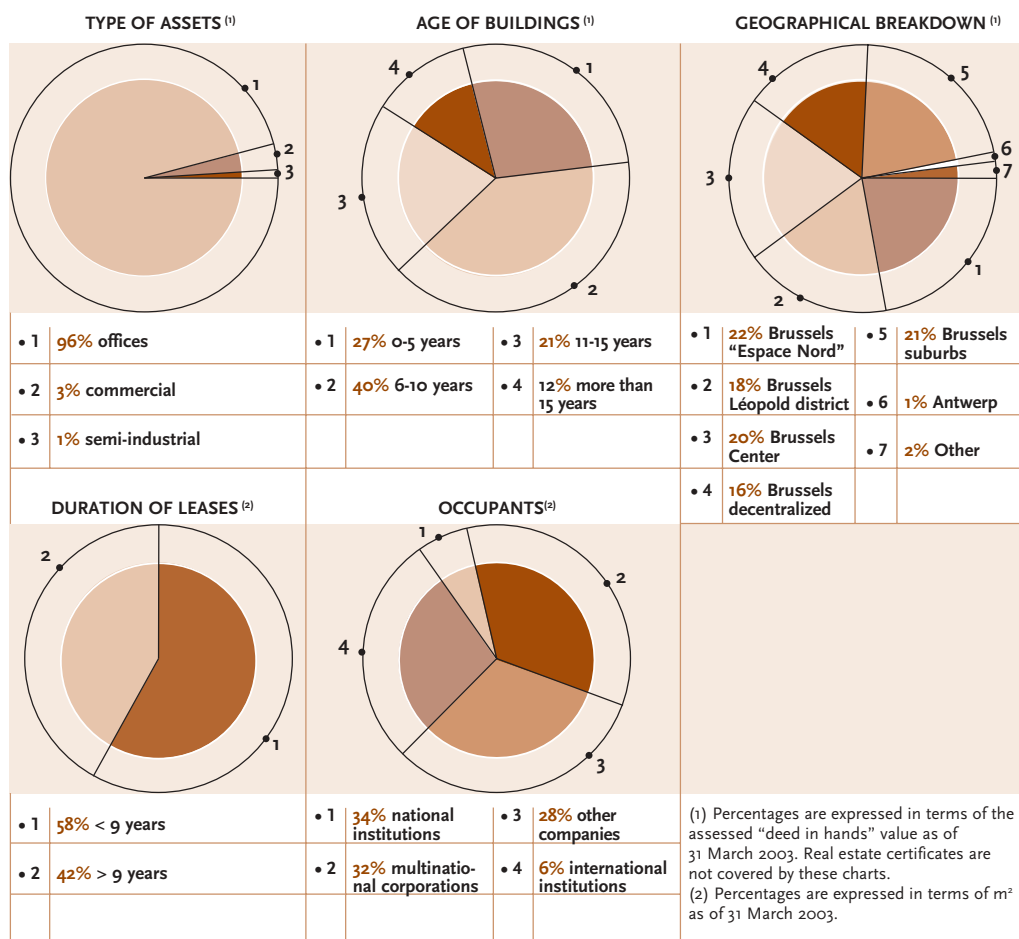 TYPE OF ASSETS (1)
1
2
3
• 1 96% offices
• 2 3% commercial
• 3 1% semi-industrial
AGE OF BUILDINGS (1)
4
1
3
2
• 1 27% 0-5 years
• 2 40% 6-10 years
• 3 21% 11-15 years
• 4 12% more than
15 years
GEOGRAPHICAL BREAKDOWN (1)
4
5
6
7
3
1
2
• 1 22% Brussels
“Espace Nord”
• 2 18% Brussels
Léopold district
• 3 20% Brussels
Center
• 4 16% Brussels
decentralized
• 5 21% Brussels
suburbs
• 6 1% Antwerp
• 7 2% Other
DURATION OF LEASES (2)
2
1
• 1 58% < 9 years
• 2 42% > 9 years
OCCUPANTS(2)
1
2
4
3
• 1 34% national
institutions
• 2 32% multinatio-
nal corporations
• 3 28% other
companies
• 4 6% international
institutions
(1) Percentages are expressed in terms of the
assessed “deed in hands” value as of
31 March 2003. Real estate certificates are
not covered by these charts.
(2) Percentages are expressed in terms of m²
as of 31 March 2003.